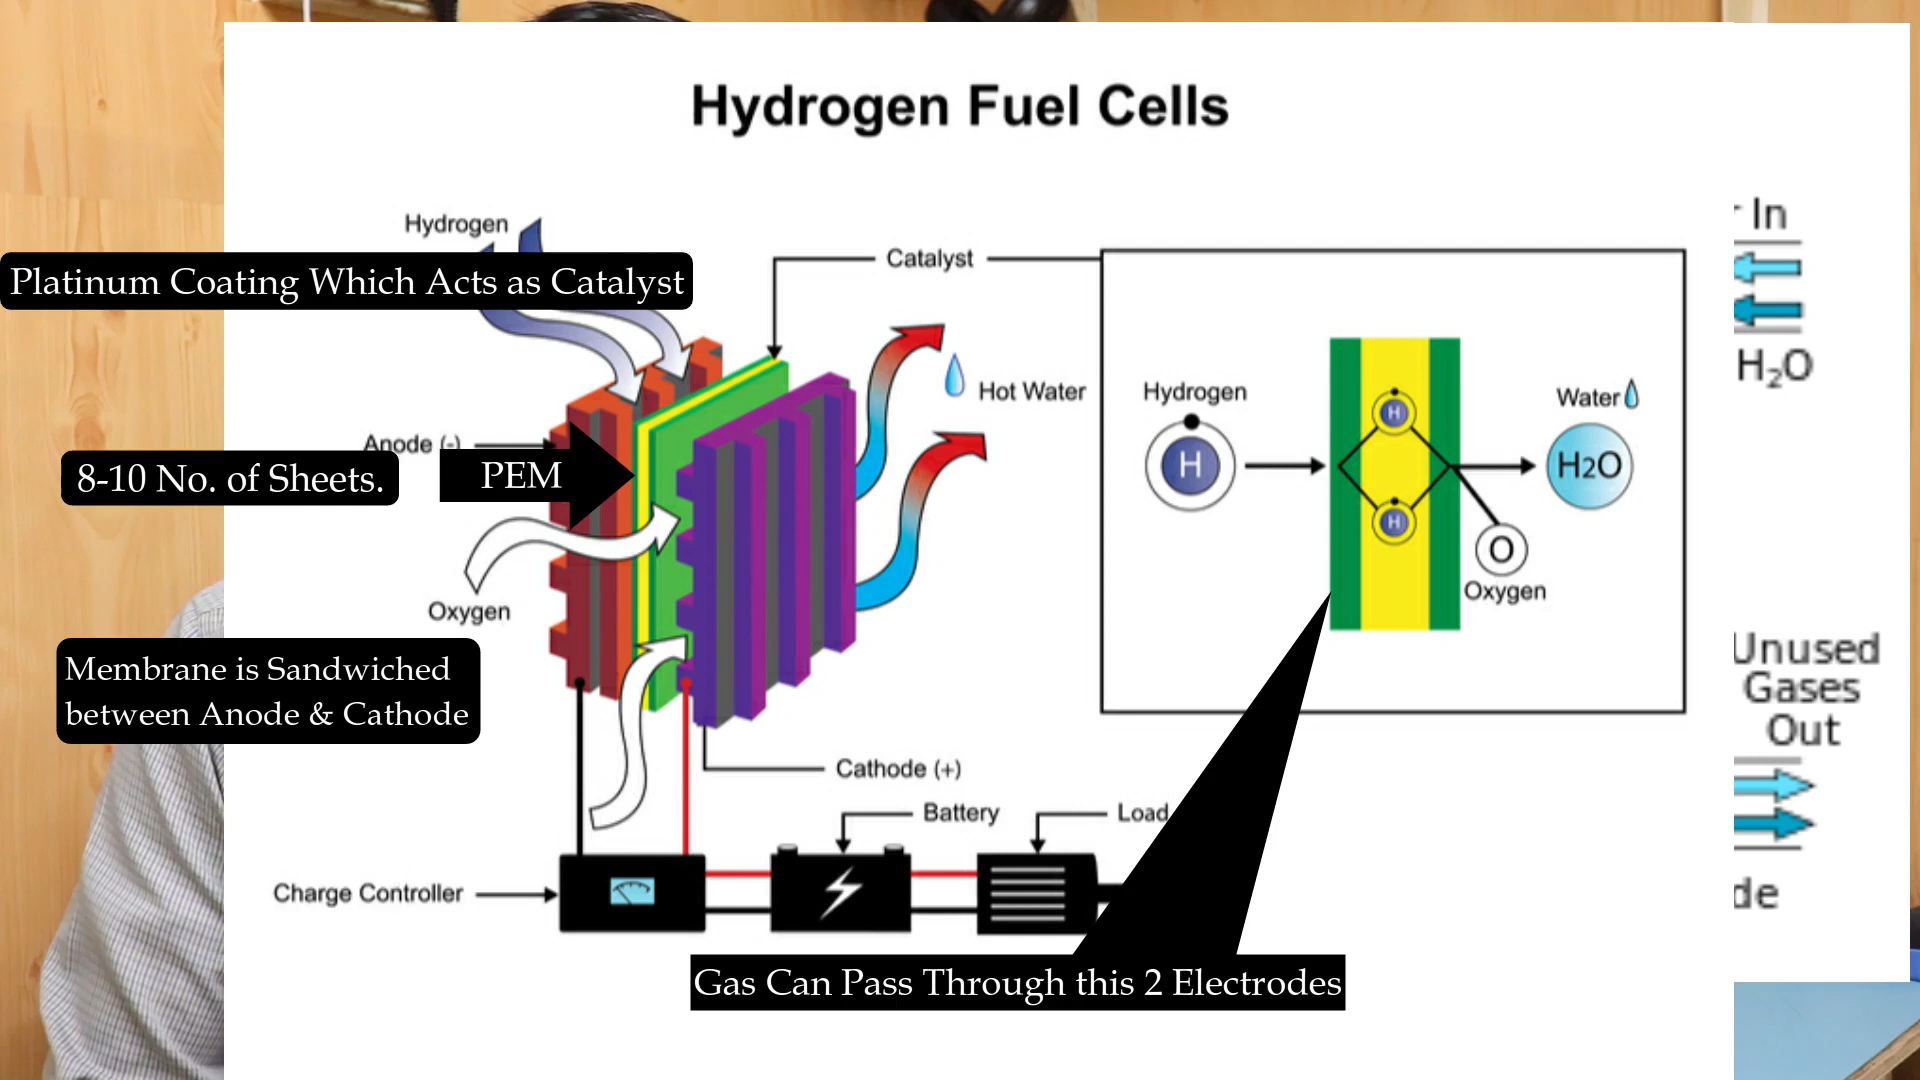 Hydrogen Fuel Cells
Hydrogen
Platinum Coating Which Acts as Catalyst
Catalyst
Hot Water
Anode (-)
8-10 No. of Sheets.
PEM
Oxygen
Membrane is Sandwiched
between Anode & Cathode
Cathode (+)
Battery
Load
Charge Controller
Gas Can Pass Through this 2 Electrodes
Hydrogen
H
H
H
Water
H2O
O
Oxygen
In
H₂O
Unused
Gases
Out